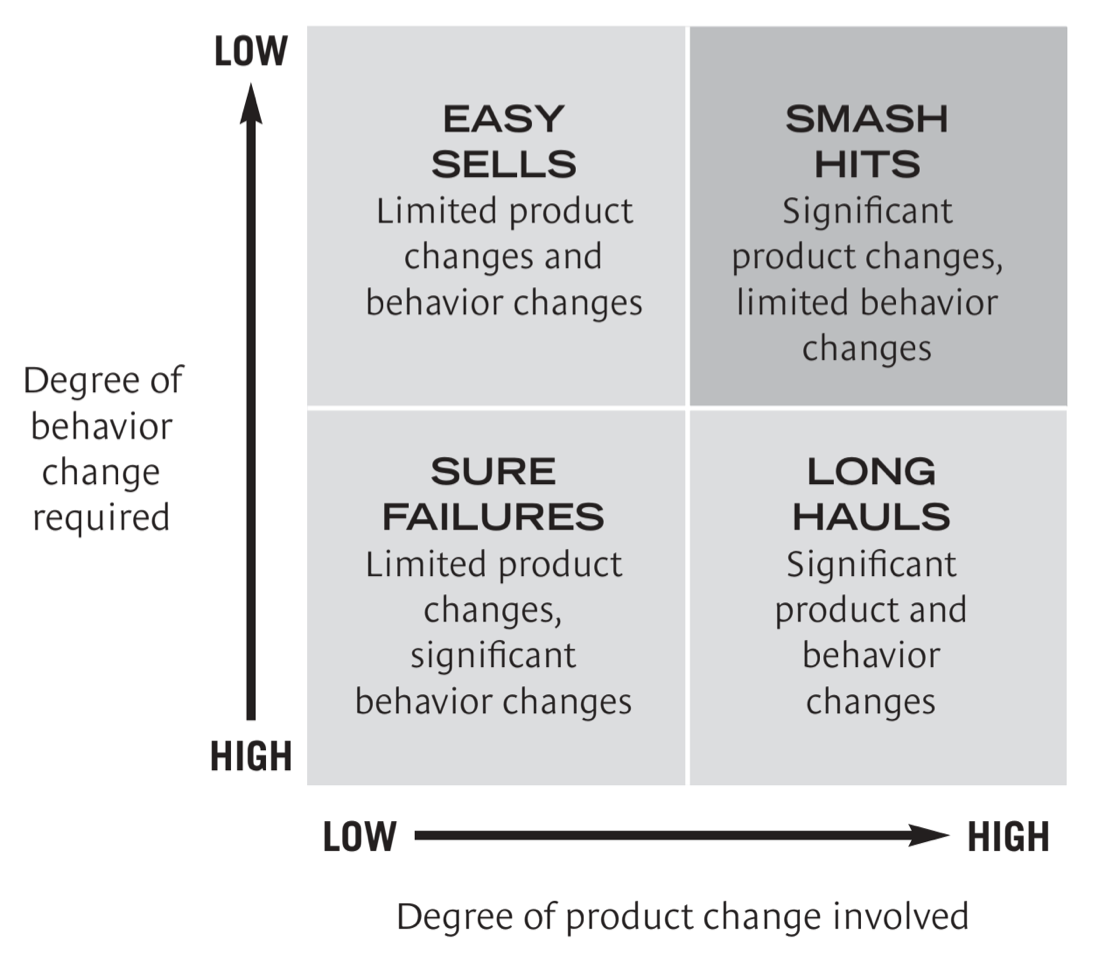 LOW
EASY
SELLS
Limited product
changes and
behavior changes
SMASH
HITS
Significant
product changes,
limited behavior
changes
Degree of
behavior
change
required
SURE
FAILURES
Limited product
changes,
significant
behavior changes
LONG
HAULS
Significant
product and
behavior
changes
HIGH
LOW
HIGH
Degree of product change involved